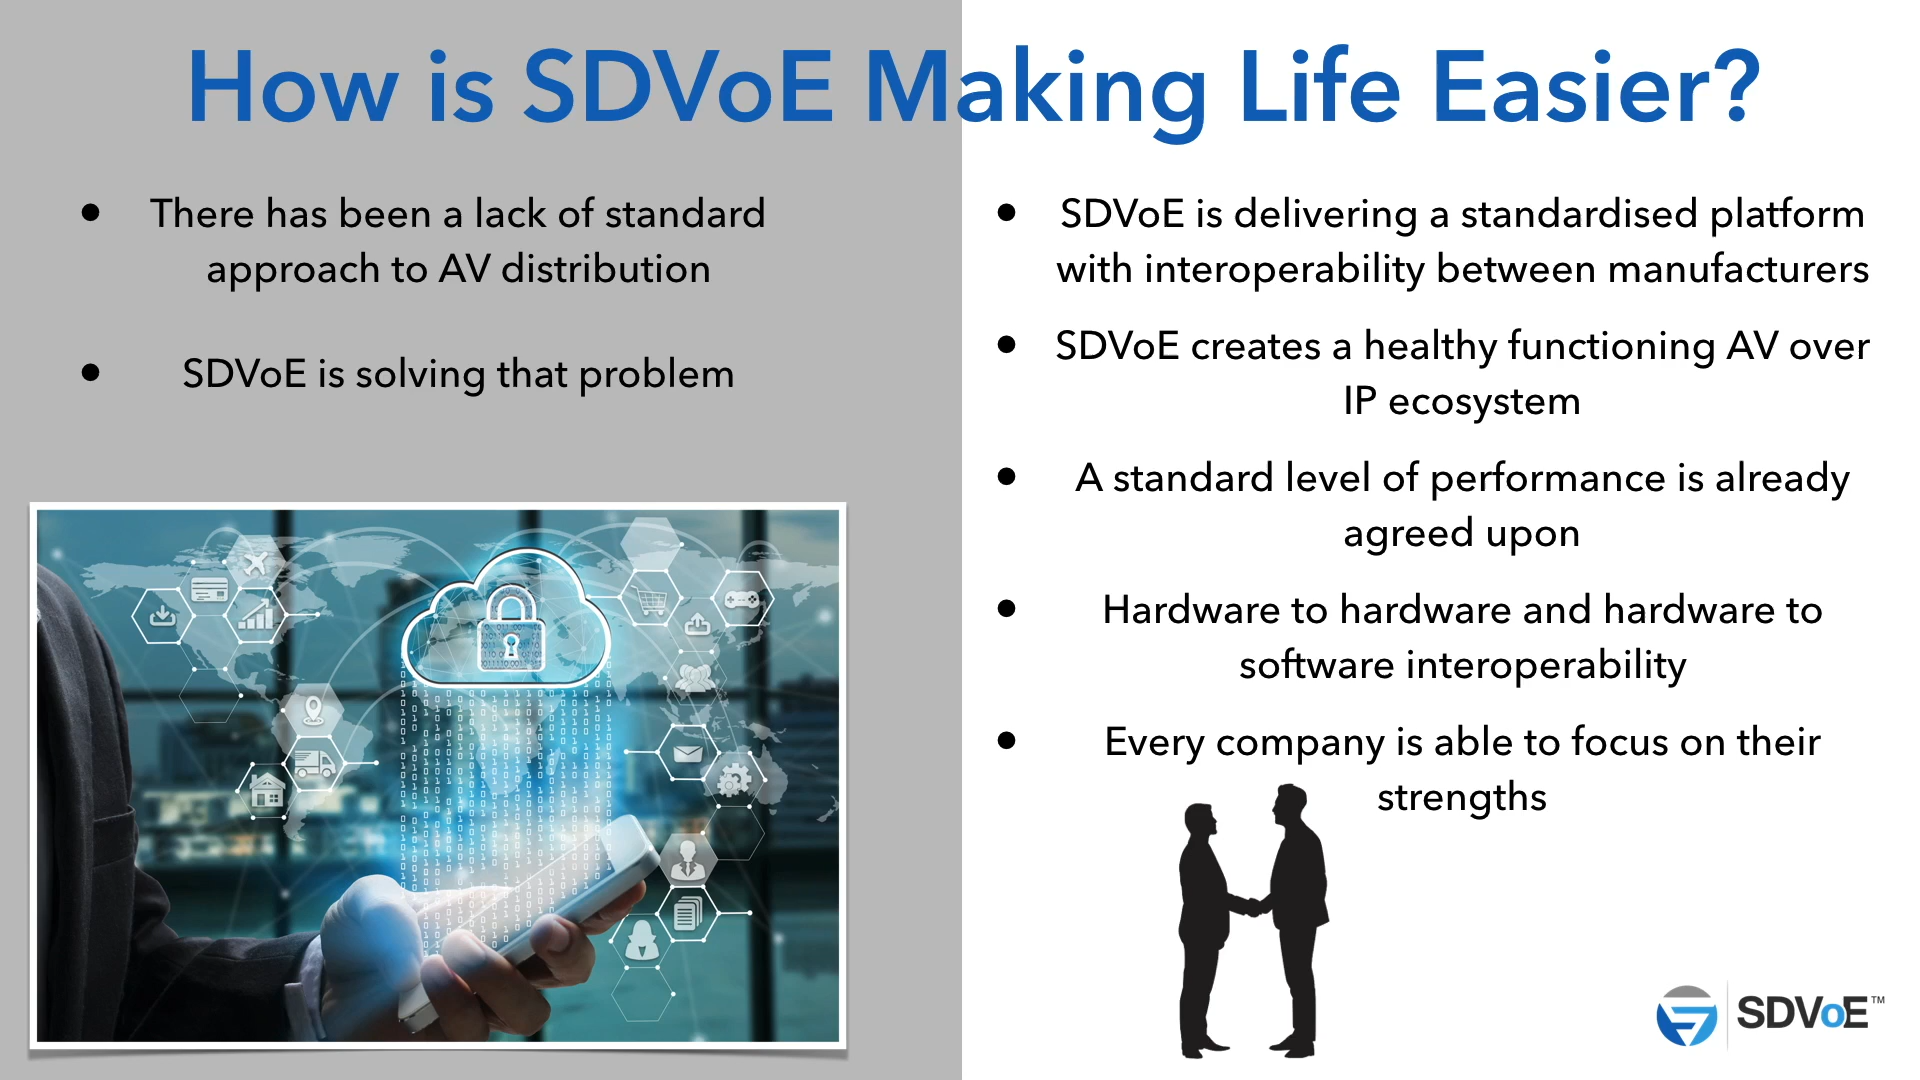 How is SDVoE Making Life Easier?
• There has been a lack of standard
approach to AV distribution
• SDVoE is solving that problem
• SDVoE is delivering a standardised platform
with interoperability between manufacturers
• SDVoE creates a healthy functioning AV over
IP ecosystem
• A standard level of performance is already
agreed upon
• Hardware to hardware and hardware to
software interoperability
• Every company is able to focus on their
strengths
SDVoE™